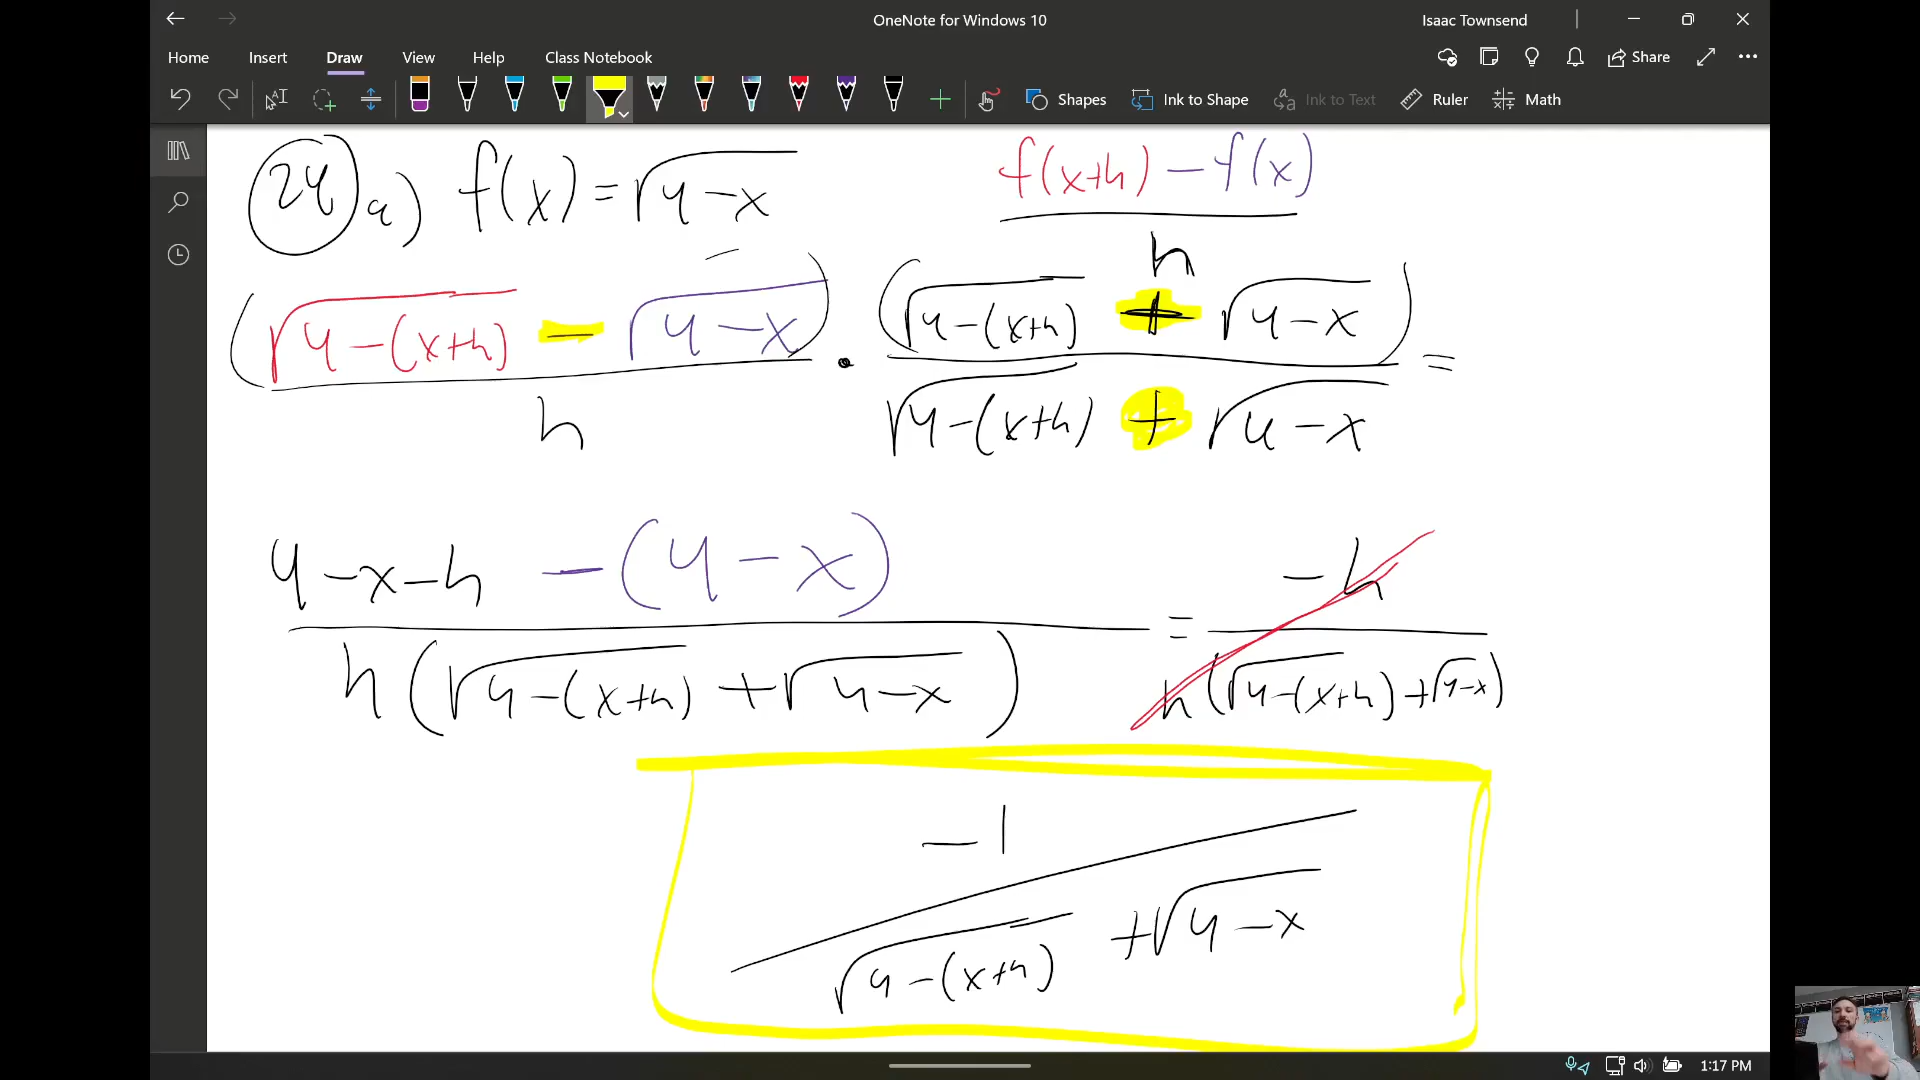 OneNote for Windows 10
Isaac Townsend
Home Insert Draw View Help Class Notebook
Share
Shapes Ink to Shape Ink to Text Ruler Math
24 a) f(x) = √4-x
f(x+h) - f(x)
h
(√4-(x+h) - √4-x) · (√4-(x+h) + √4-x) =
h √4-(x+h) + √4-x
4-x-h - (4-x) = -h
h(√4-(x+h) + √4-x) h(√4-(x+h) + √4-x)
-1
√4-(x+h) + √4-x
1:17 PM